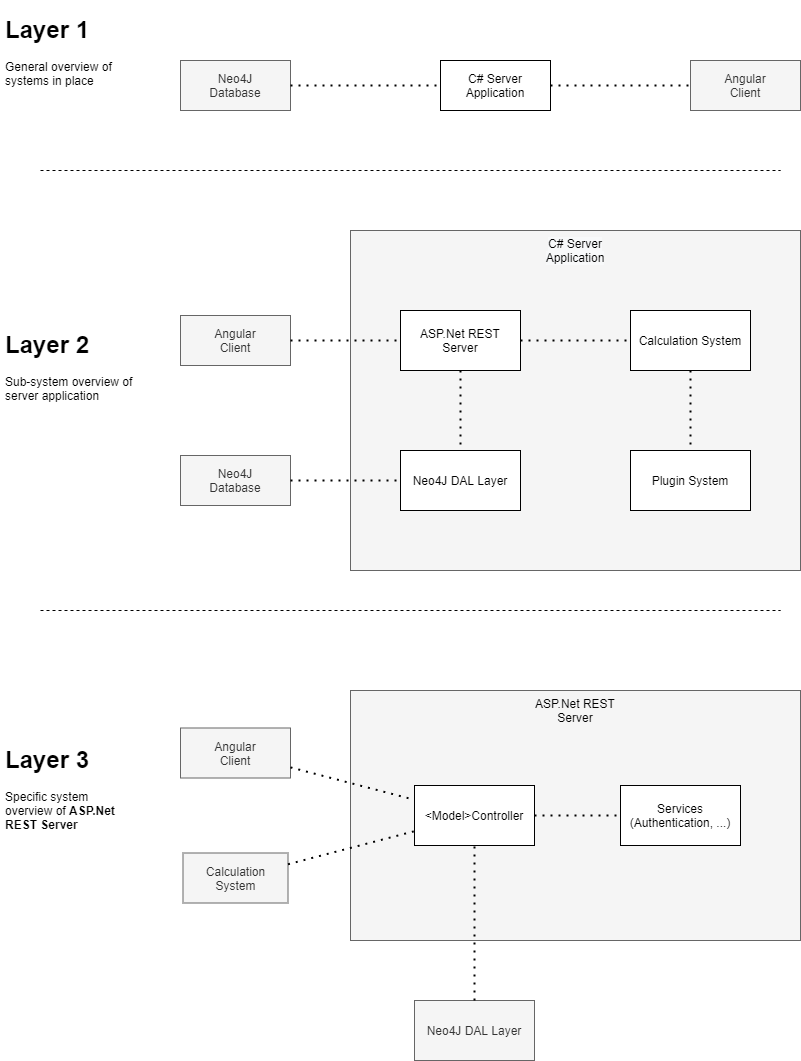 Layer 1
General overview of
systems in place
Neo4J
Database
C# Server
Application
Angular
Client
Layer 2
Sub-system overview of
server application
C# Server
Application
Angular
Client
ASP.Net REST
Server
Calculation System
Neo4J
Database
Neo4J DAL Layer
Plugin System
Layer 3
Specific system
overview of ASP.Net
REST Server
ASP.Net REST
Server
Angular
Client
<Model>Controller
Services
(Authentication, ...)
Calculation
System
Neo4J DAL Layer